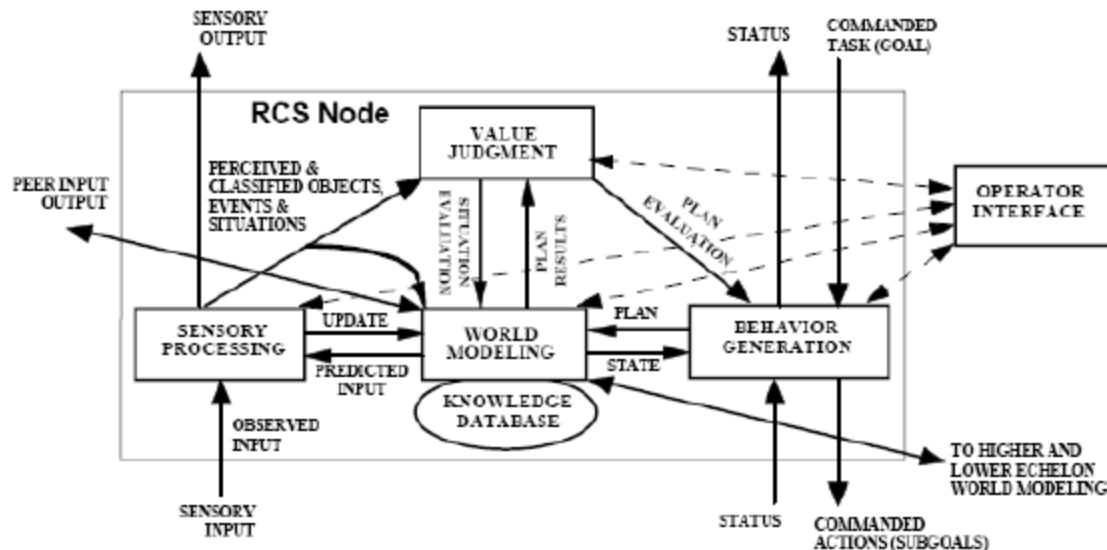 SENSORY
OUTPUT
STATUS
COMMANDED
TASK (GOAL)
RCS Node
VALUE
JUDGMENT
PEER INPUT
OUTPUT
PERCEIVED &
CLASSIFIED OBJECTS,
EVENTS &
SITUATIONS
SITUATION
EVALUATION
PLAN
RESULTS
PLAN
EVALUATION
OPERATOR
INTERFACE
SENSORY
PROCESSING
UPDATE
PREDICTED
INPUT
WORLD
MODELING
PLAN
STATE
BEHAVIOR
GENERATION
KNOWLEDGE
DATABASE
OBSERVED
INPUT
SENSORY
INPUT
STATUS
COMMANDED
ACTIONS (SUBGOALS)
TO HIGHER AND
LOWER ECHELON
WORLD MODELING